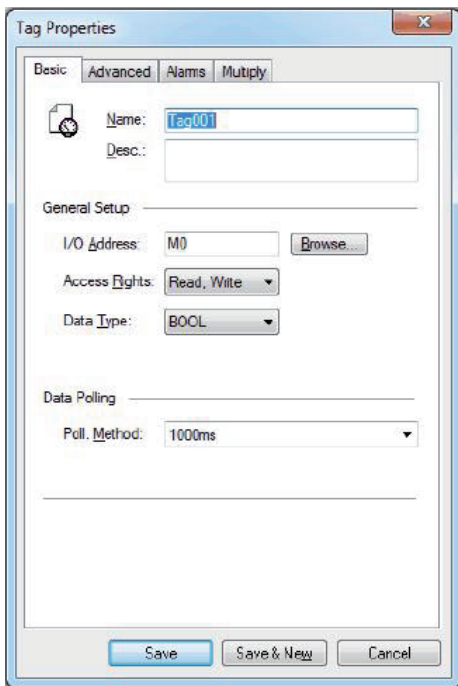 Tag Properties
Basic Advanced Alarms Multiply
Name: Tag001
Desc.:
General Setup
I/O Address: M0 Browse...
Access Rights: Read, Write
Data Type: BOOL
Data Polling
Poll. Method: 1000ms
Save Save & New Cancel